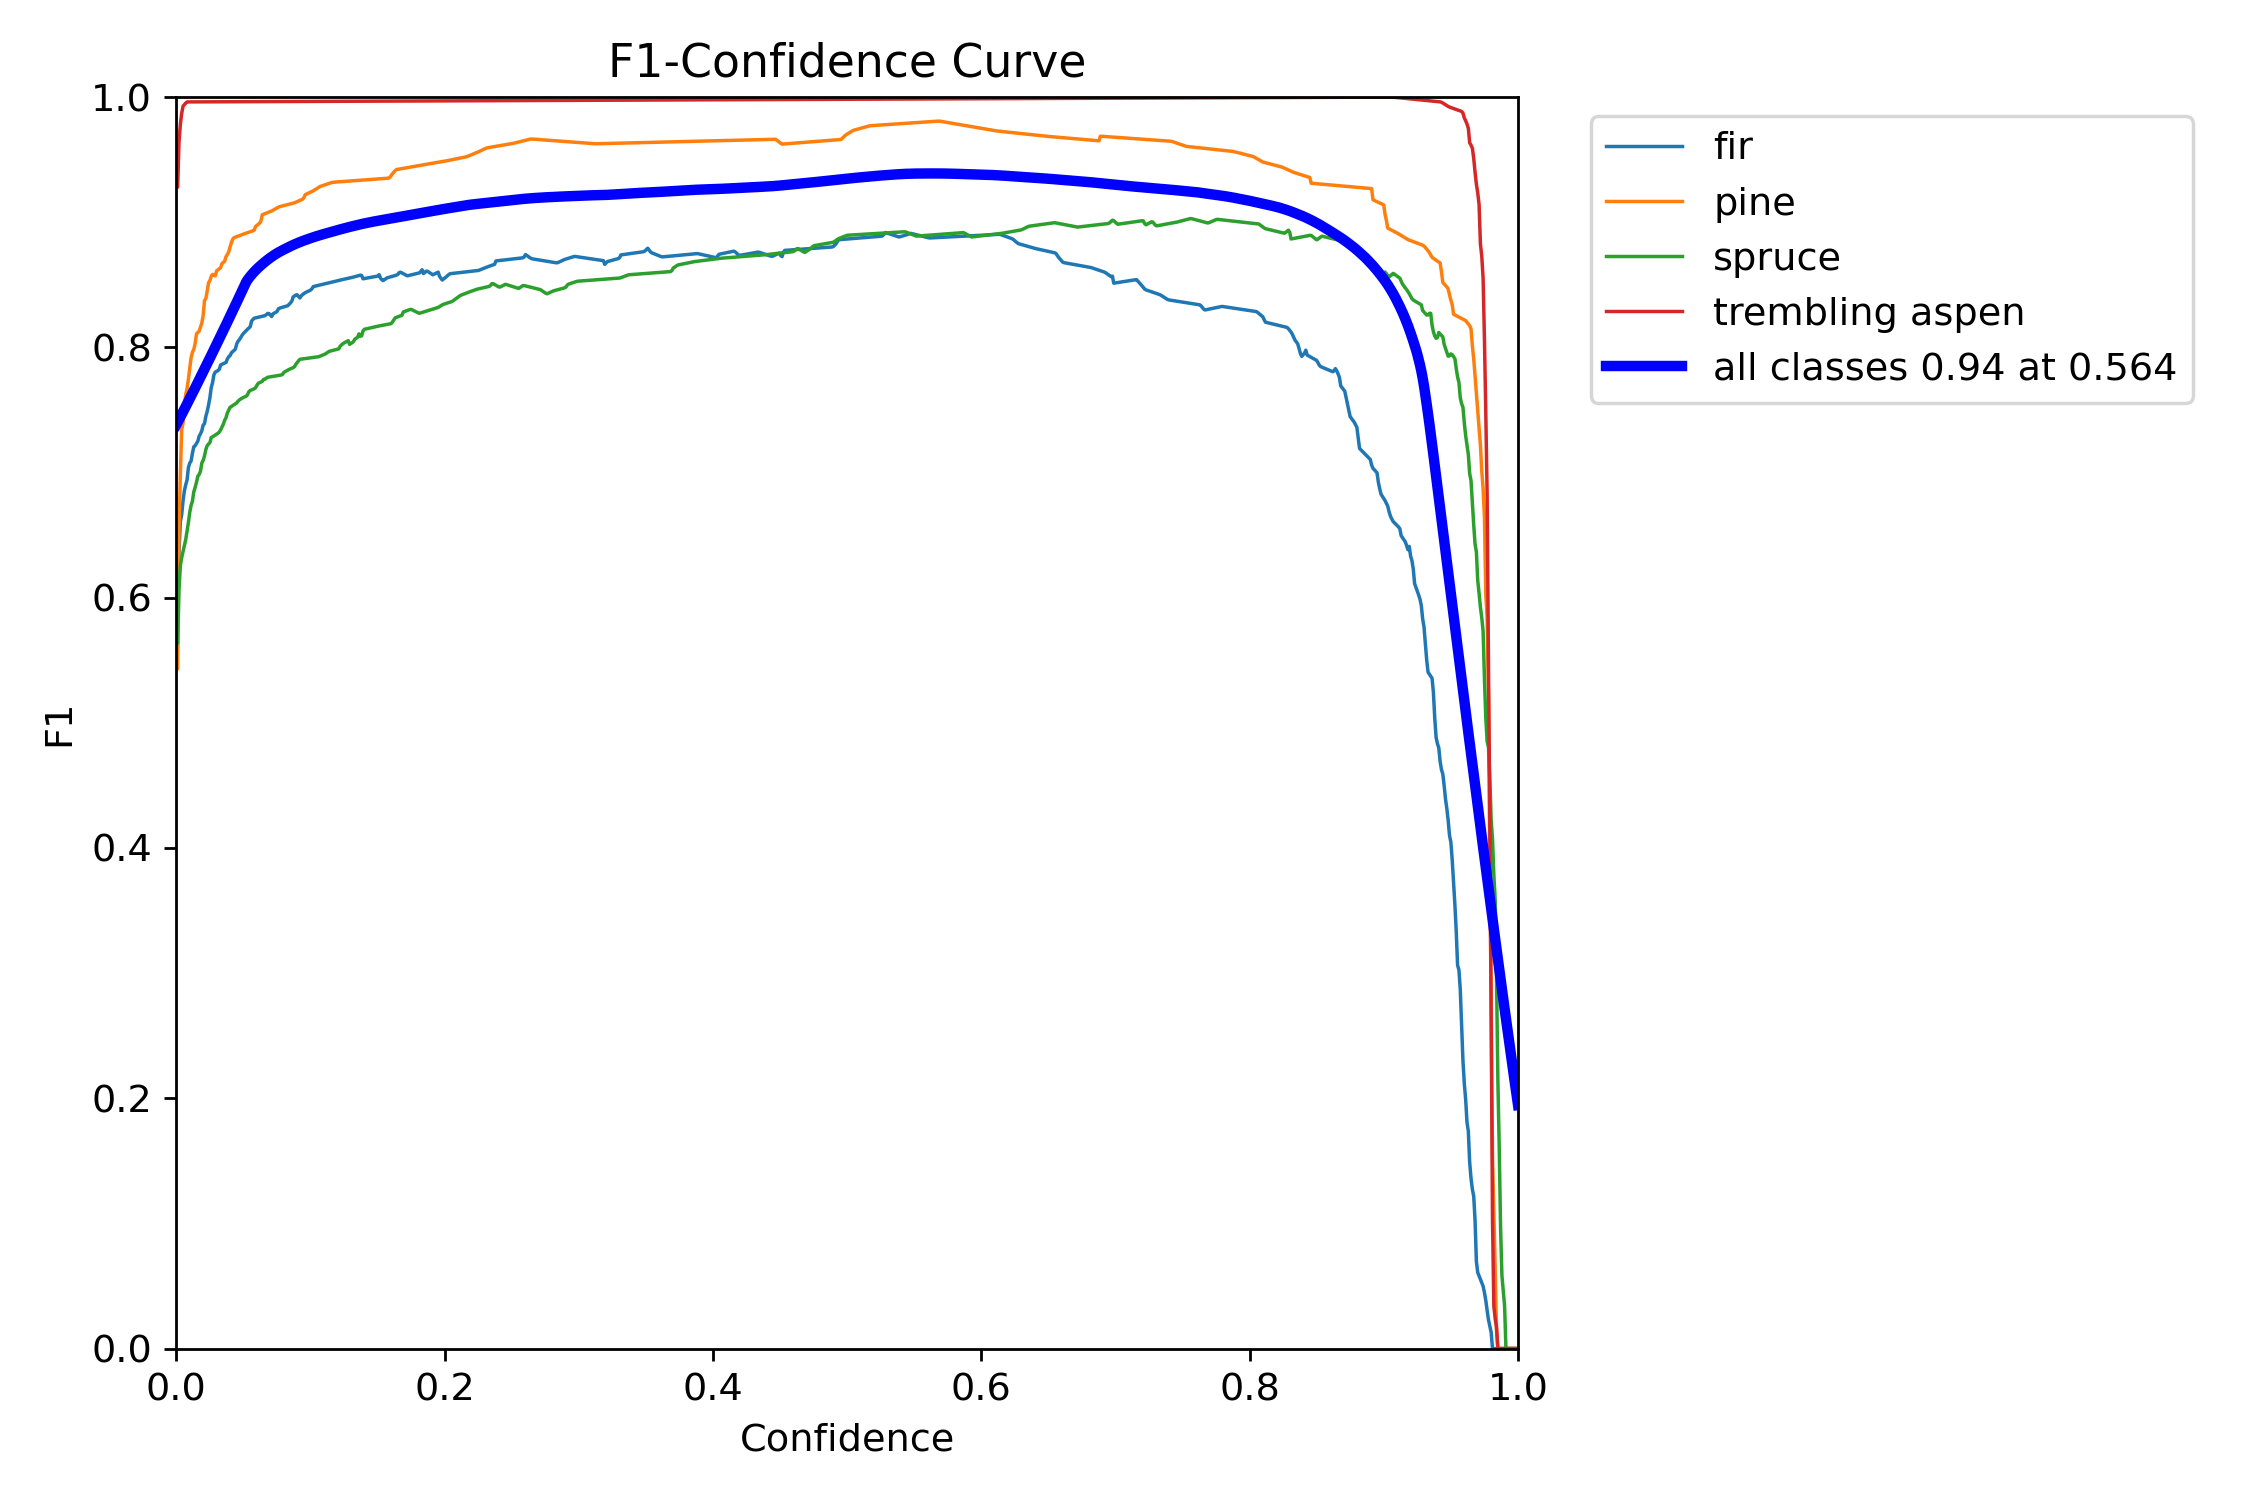 F1-Confidence Curve
1.0
0.8
0.6
0.4
0.2
0.0
F1
0.0 0.2 0.4 0.6 0.8 1.0
Confidence
fir
pine
spruce
trembling aspen
all classes 0.94 at 0.564